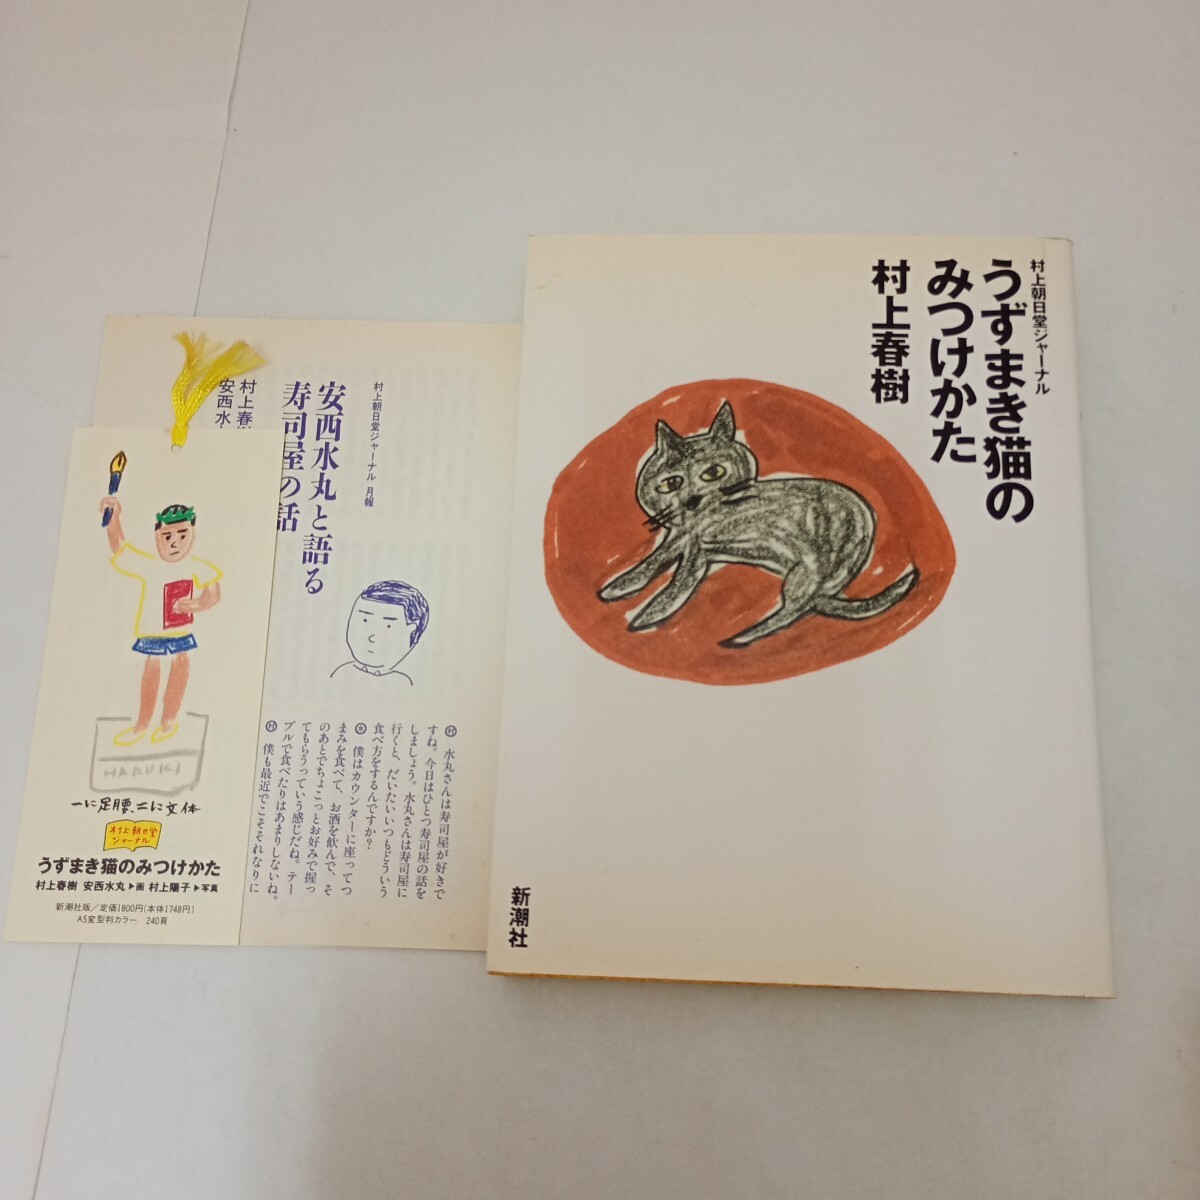 村上朝日堂ジャーナル
うずまき猫の
みつけかた
村上春樹
新潮社
村上朝日堂ジャーナル 月報
安西水丸と語る
寿司屋の話
村上春樹
安西水
村 水丸さんは寿司屋が好きで
すね。今日はひとつ寿司屋の話を
しましょう。水丸さんは寿司屋に
行くと、だいたいいつもどういう
食べ方をするんですか?
水 僕はカウンターに座ってつ
まみを食べて、お酒を飲んで、そ
のあとでちょこっとお好みで握っ
てもらうっていう感じだね。テー
ブルで食べたりはあまりしないね。
村 僕も最近でこそそれなりに
HARUKI
一に足腰、二に文体
村上朝日堂
ジャーナル
うずまき猫のみつけかた
村上春樹 安西水丸▶画 村上陽子▶写真
新潮社版/定価1800円(本体1748円)
A5変型判カラー 240頁